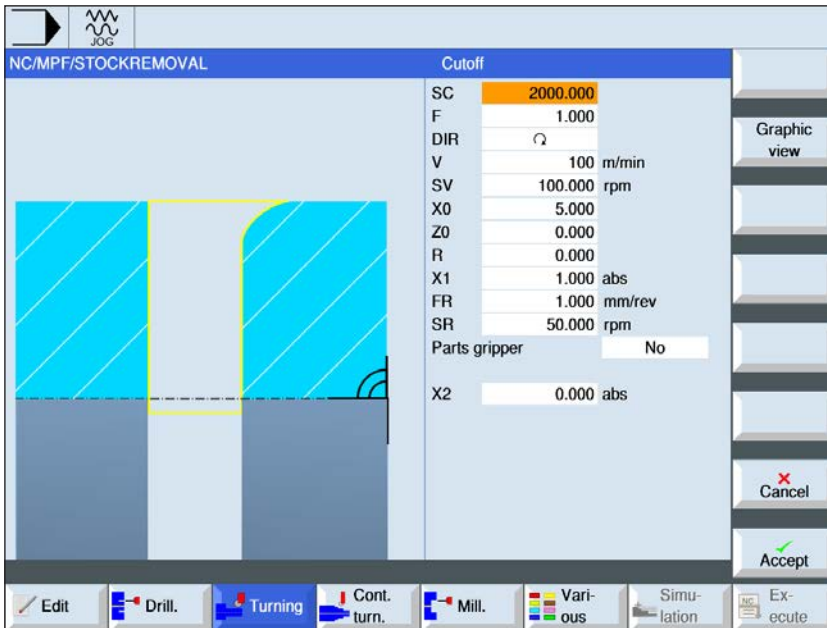 JOG
NC/MPF/STOCKREMOVAL
Cutoff
SC 2000.000
F 1.000
DIR
V 100 m/min
SV 100.000 rpm
X0 5.000
Z0 0.000
R 0.000
X1 1.000 abs
FR 1.000 mm/rev
SR 50.000 rpm
Parts gripper No
X2 0.000 abs
Graphic
view
Cancel
Accept
Edit
Drill.
Turning
Cont.
turn.
Mill.
Vari-
ous
Simu-
lation
NC
Ex-
ecute